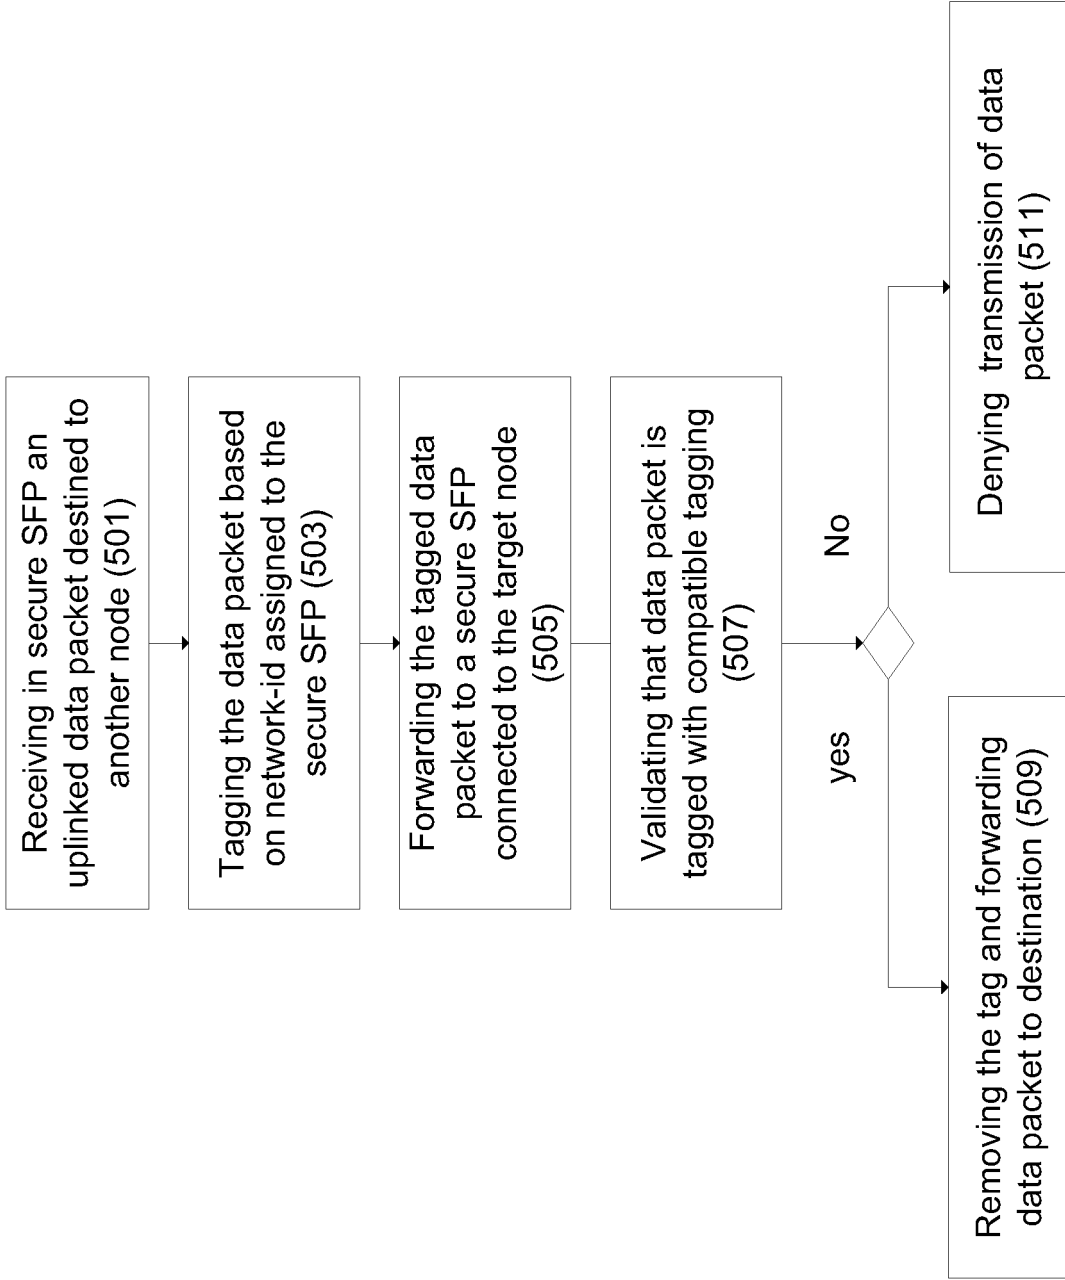 Receiving in secure SFP an
uplinked data packet destined to
another node (501)
Tagging the data packet based
on network-id assigned to the
secure SFP (503)
Forwarding the tagged data
packet to a secure SFP
connected to the target node
(505)
Validating that data packet is
tagged with compatible tagging
(507)
yes
No
Removing the tag and forwarding
data packet to destination (509)
Denying transmission of data
packet (511)